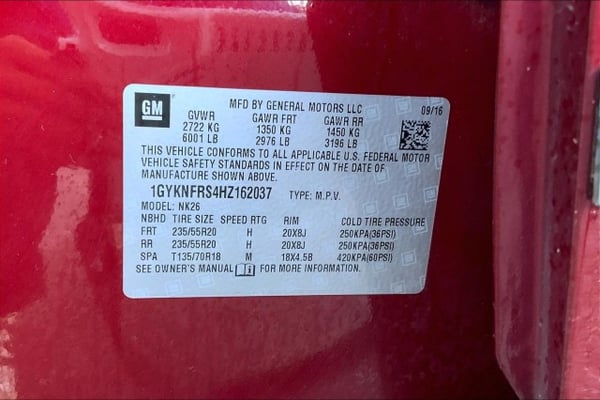 GM
MFD BY GENERAL MOTORS LLC 09/16
GVWR GAWR FRT GAWR RR
2722 KG 1350 KG 1450 KG
6001 LB 2976 LB 3196 LB
THIS VEHICLE CONFORMS TO ALL APPLICABLE U.S. FEDERAL MOTOR
VEHICLE SAFETY STANDARDS IN EFFECT ON THE DATE OF
MANUFACTURE SHOWN ABOVE.
1GYKNFRS4HZ162037 TYPE: M.P.V.
MODEL: NK26
NBHD TIRE SIZE SPEED RTG RIM COLD TIRE PRESSURE
FRT 235/55R20 H 20X8J 250KPA(36PSI)
RR 235/55R20 H 20X8J 250KPA(36PSI)
SPA T135/70R18 M 18X4.5B 420KPA(60PSI)
SEE OWNER'S MANUAL i FOR MORE INFORMATION.